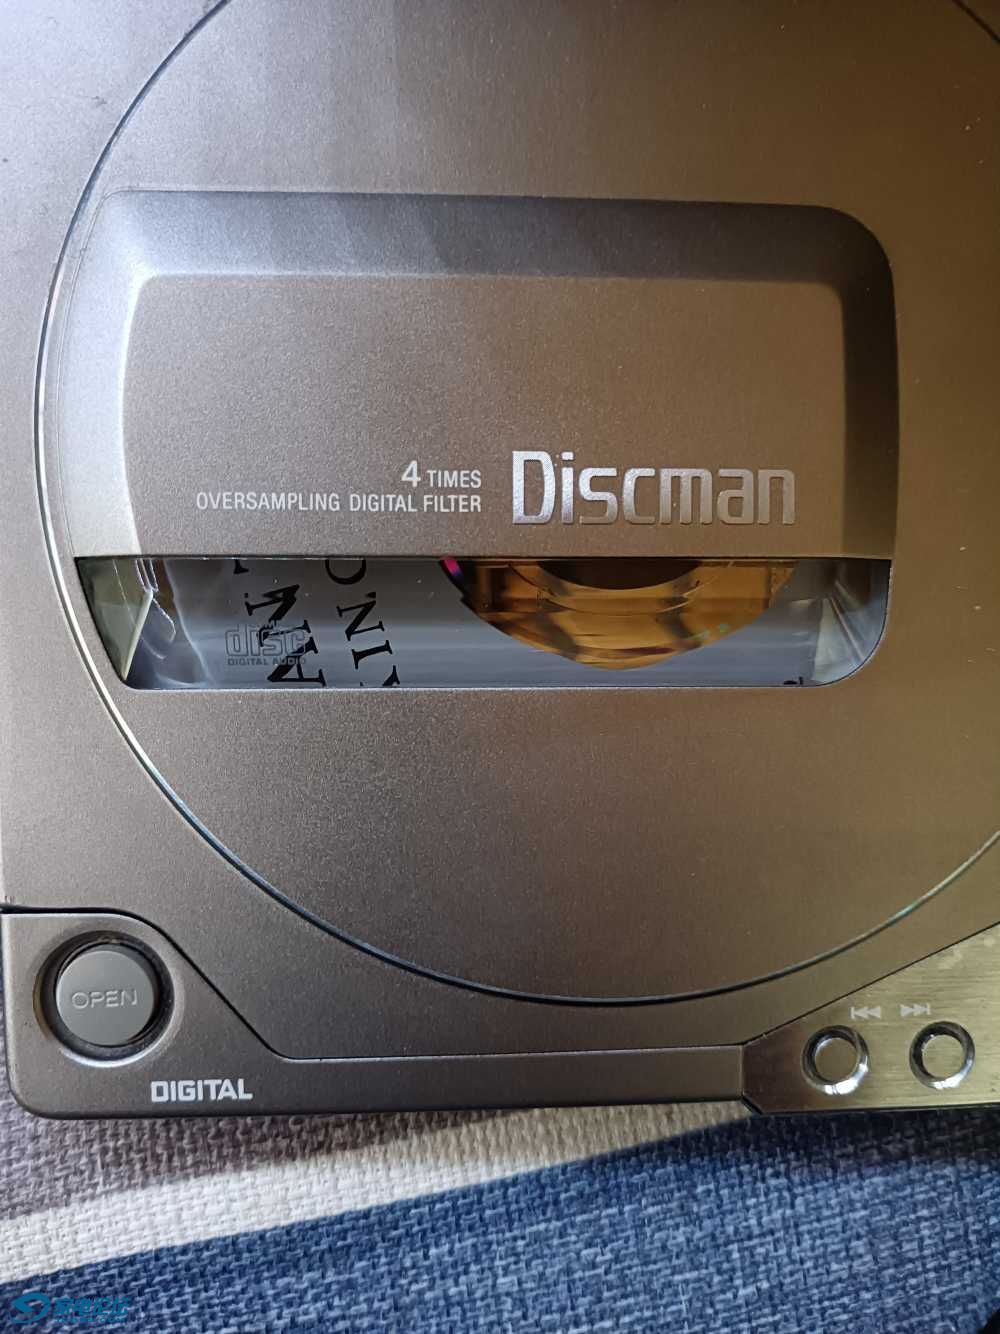 4 TIMES
OVERSAMPLING DIGITAL FILTER
Discman
disc
DIGITAL AUDIO
OPEN
DIGITAL